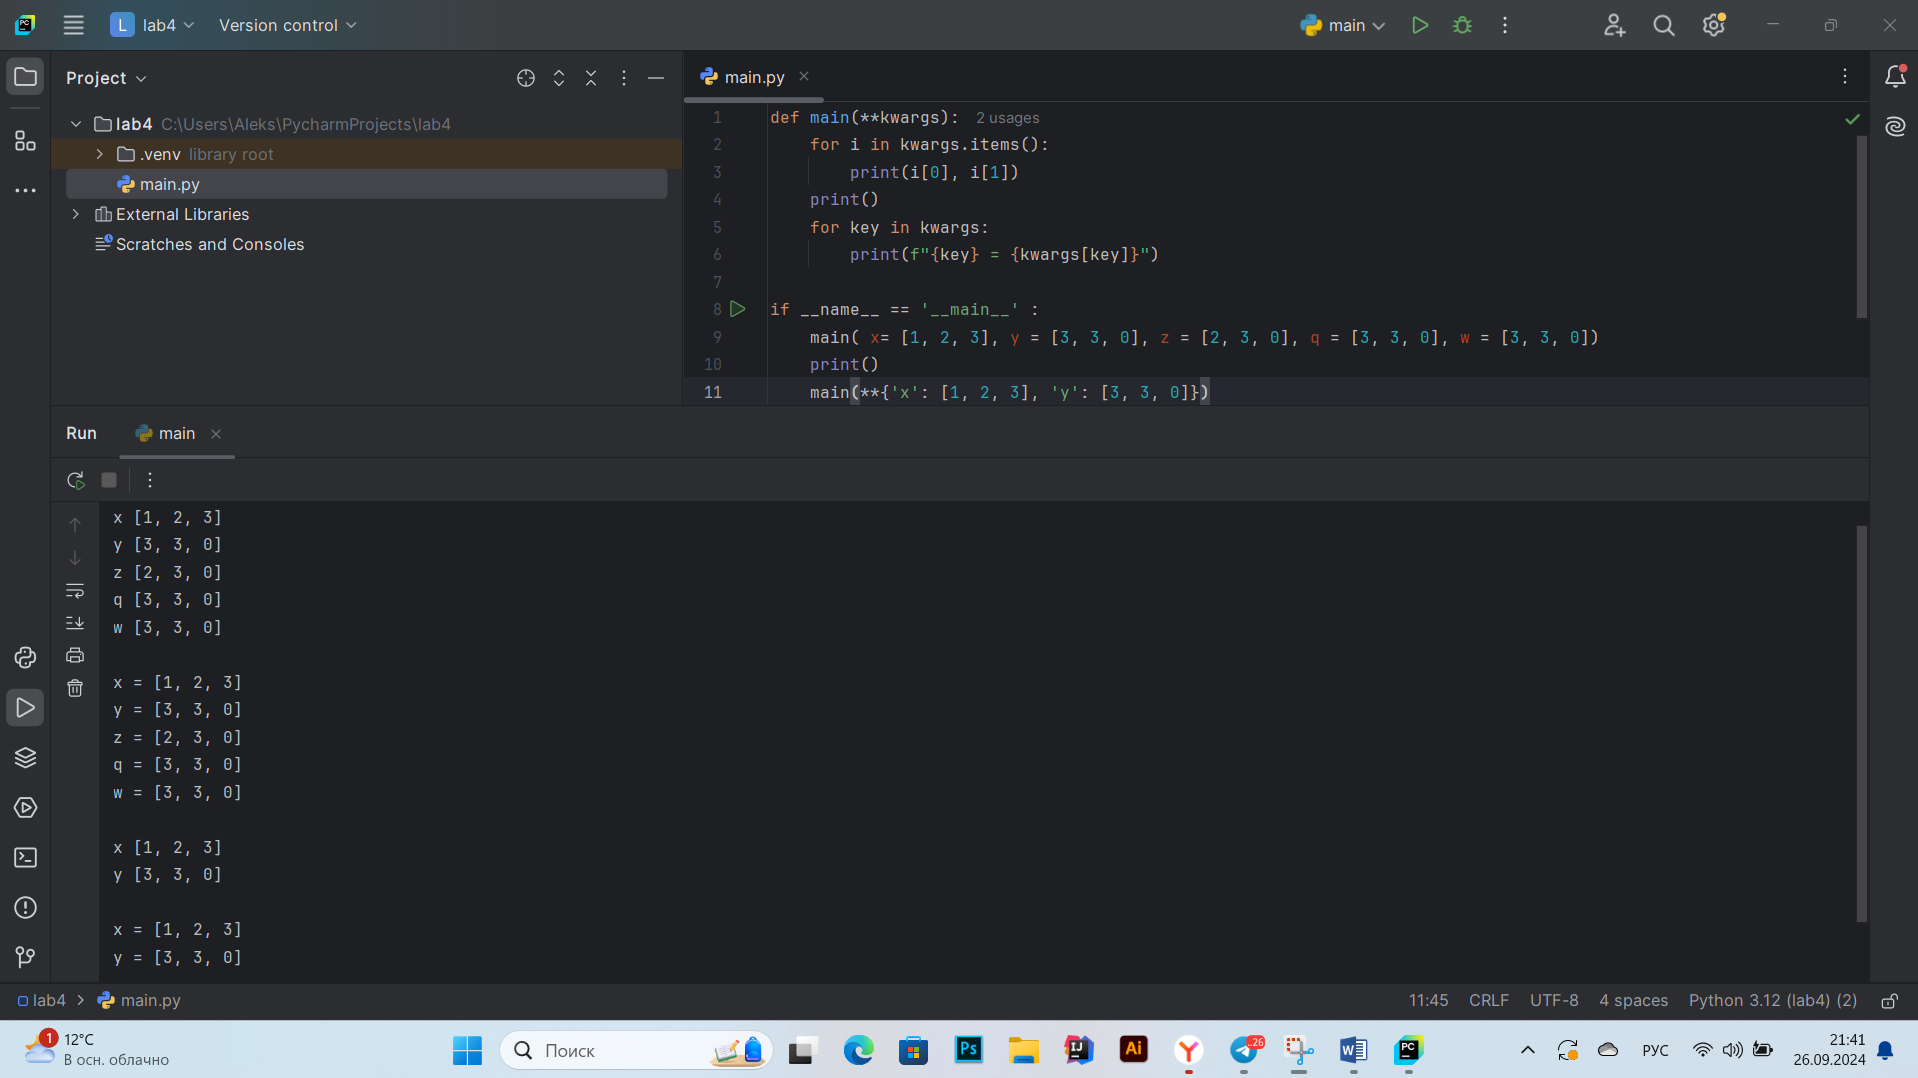 L lab4 Version control main
Project
lab4 C:\Users\Aleks\PycharmProjects\lab4
.venv library root
main.py
External Libraries
Scratches and Consoles
main.py
1 def main(**kwargs): 2 usages
2 for i in kwargs.items():
3 print(i[0], i[1])
4 print()
5 for key in kwargs:
6 print(f"{key} = {kwargs[key]}")
7
8 if __name__ == '__main__' :
9 main( x= [1, 2, 3], y = [3, 3, 0], z = [2, 3, 0], q = [3, 3, 0], w = [3, 3, 0])
10 print()
11 main(**{'x': [1, 2, 3], 'y': [3, 3, 0]})
Run main
x [1, 2, 3]
y [3, 3, 0]
z [2, 3, 0]
q [3, 3, 0]
w [3, 3, 0]
x = [1, 2, 3]
y = [3, 3, 0]
z = [2, 3, 0]
q = [3, 3, 0]
w = [3, 3, 0]
x [1, 2, 3]
y [3, 3, 0]
x = [1, 2, 3]
y = [3, 3, 0]
lab4 main.py 11:45 CRLF UTF-8 4 spaces Python 3.12 (lab4) (2)
1 12°C
В осн. облачно
Поиск
Ps
IJ
Ai
..26
PC
РУС
21:41
26.09.2024